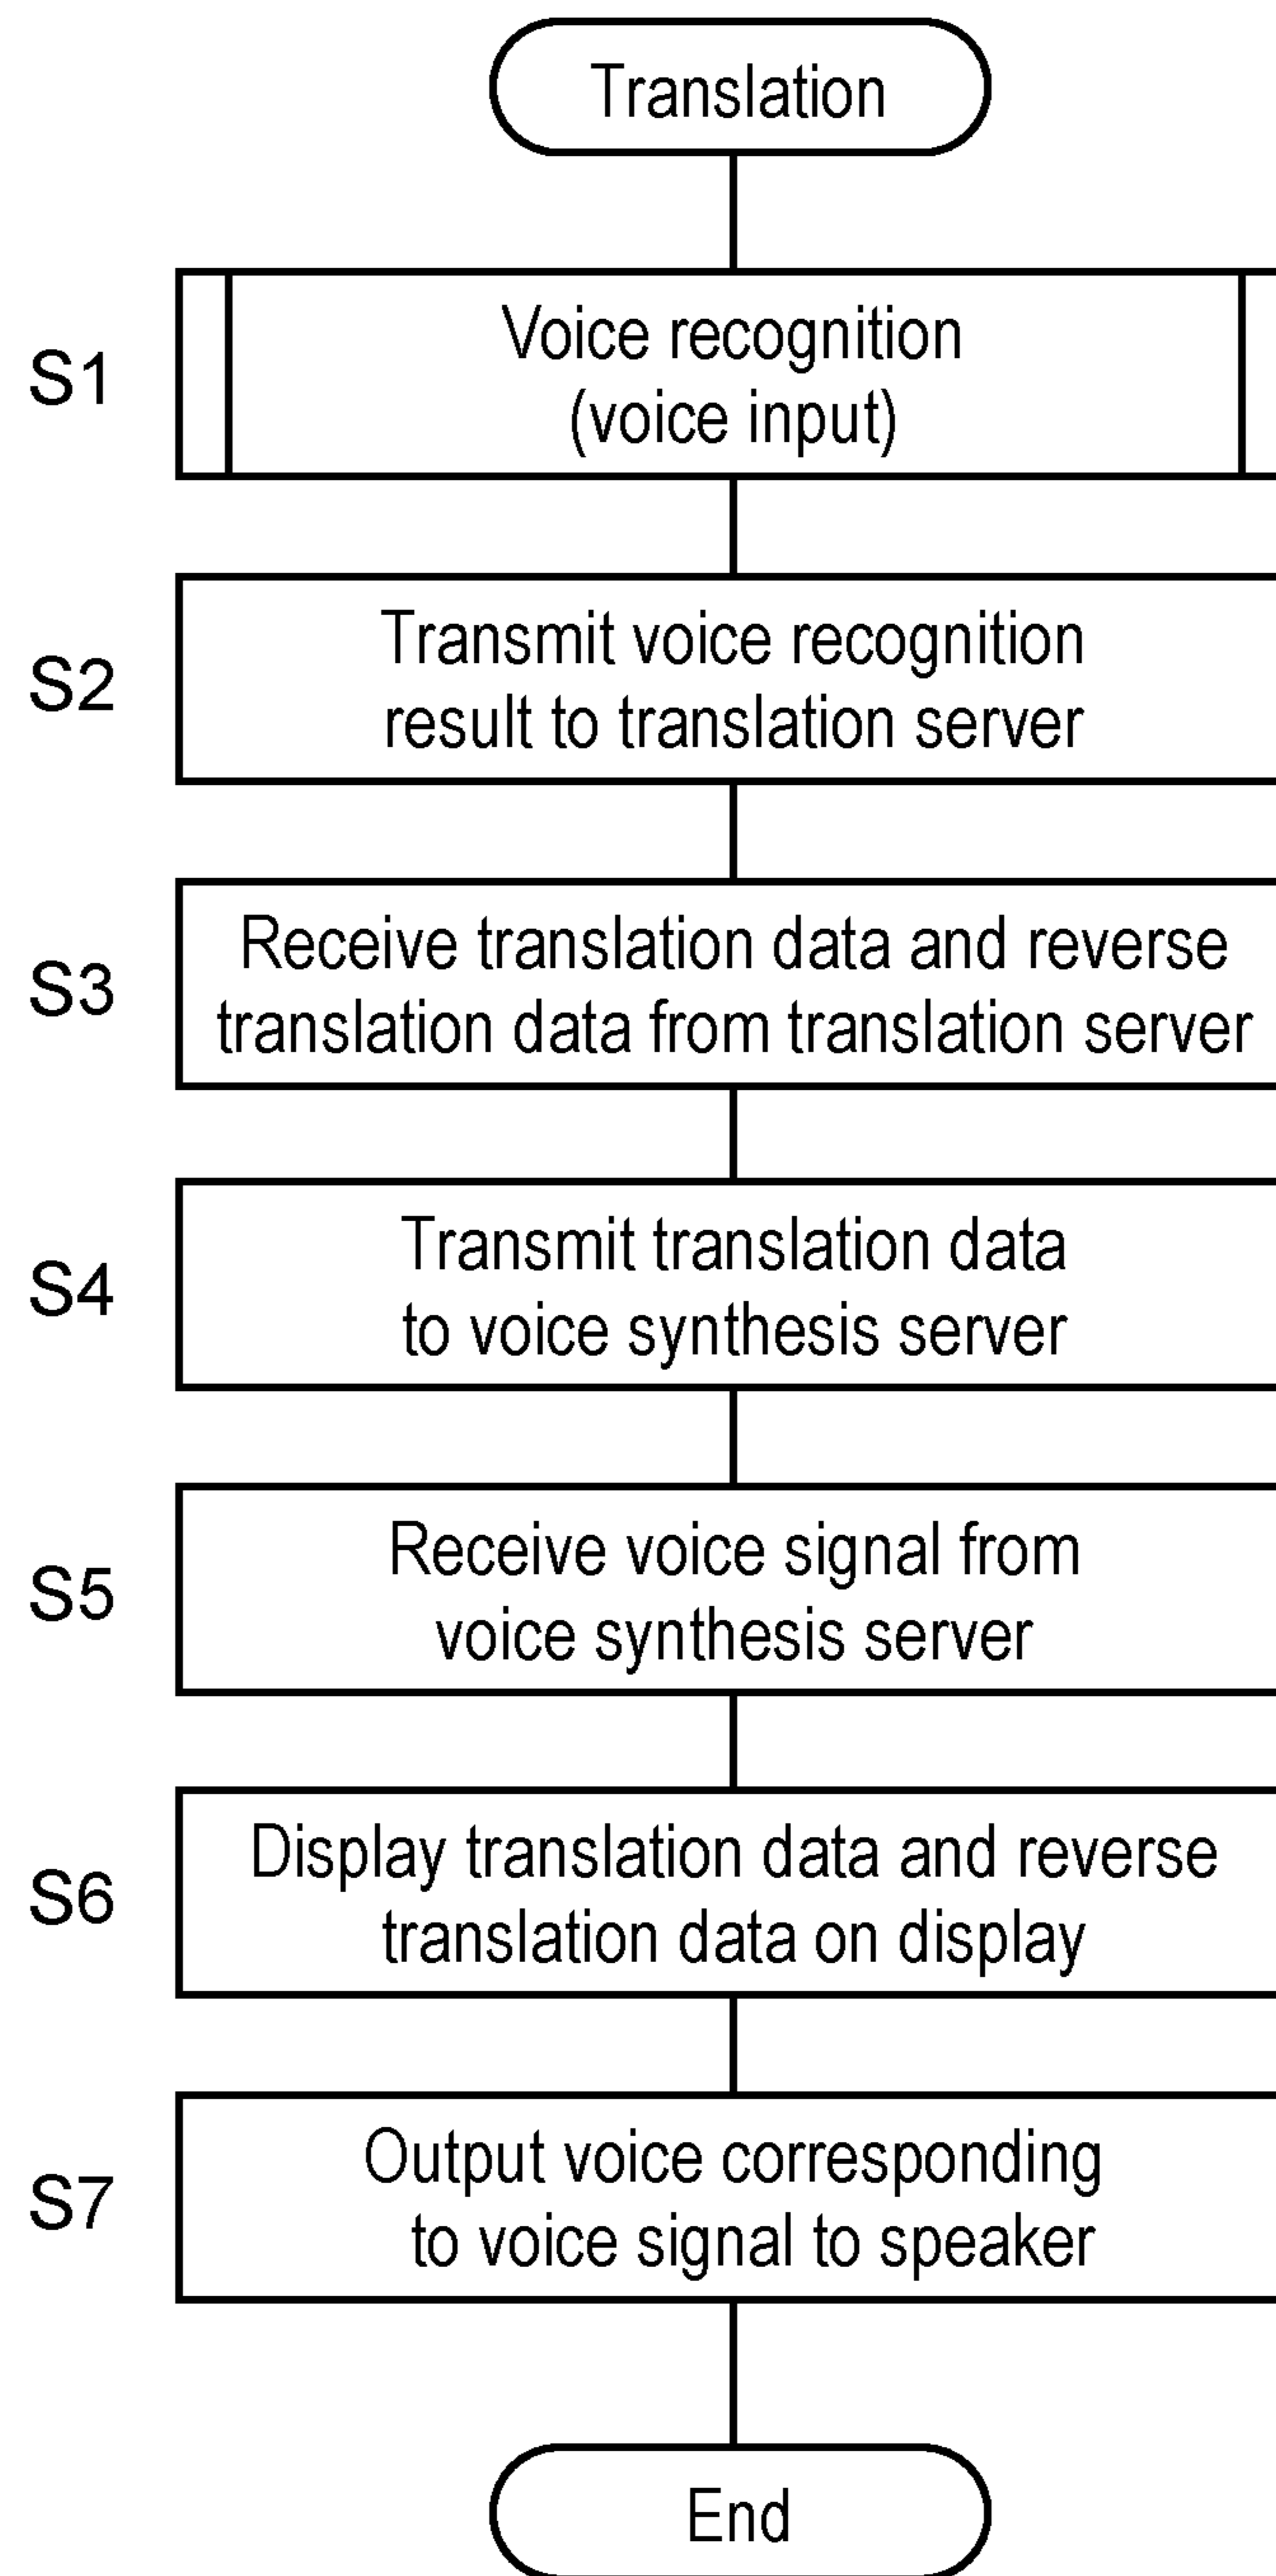 Translation
S1
Voice recognition
(voice input)
S2
Transmit voice recognition
result to translation server
S3
Receive translation data and reverse
translation data from translation server
S4
Transmit translation data
to voice synthesis server
S5
Receive voice signal from
voice synthesis server
S6
Display translation data and reverse
translation data on display
S7
Output voice corresponding
to voice signal to speaker
End